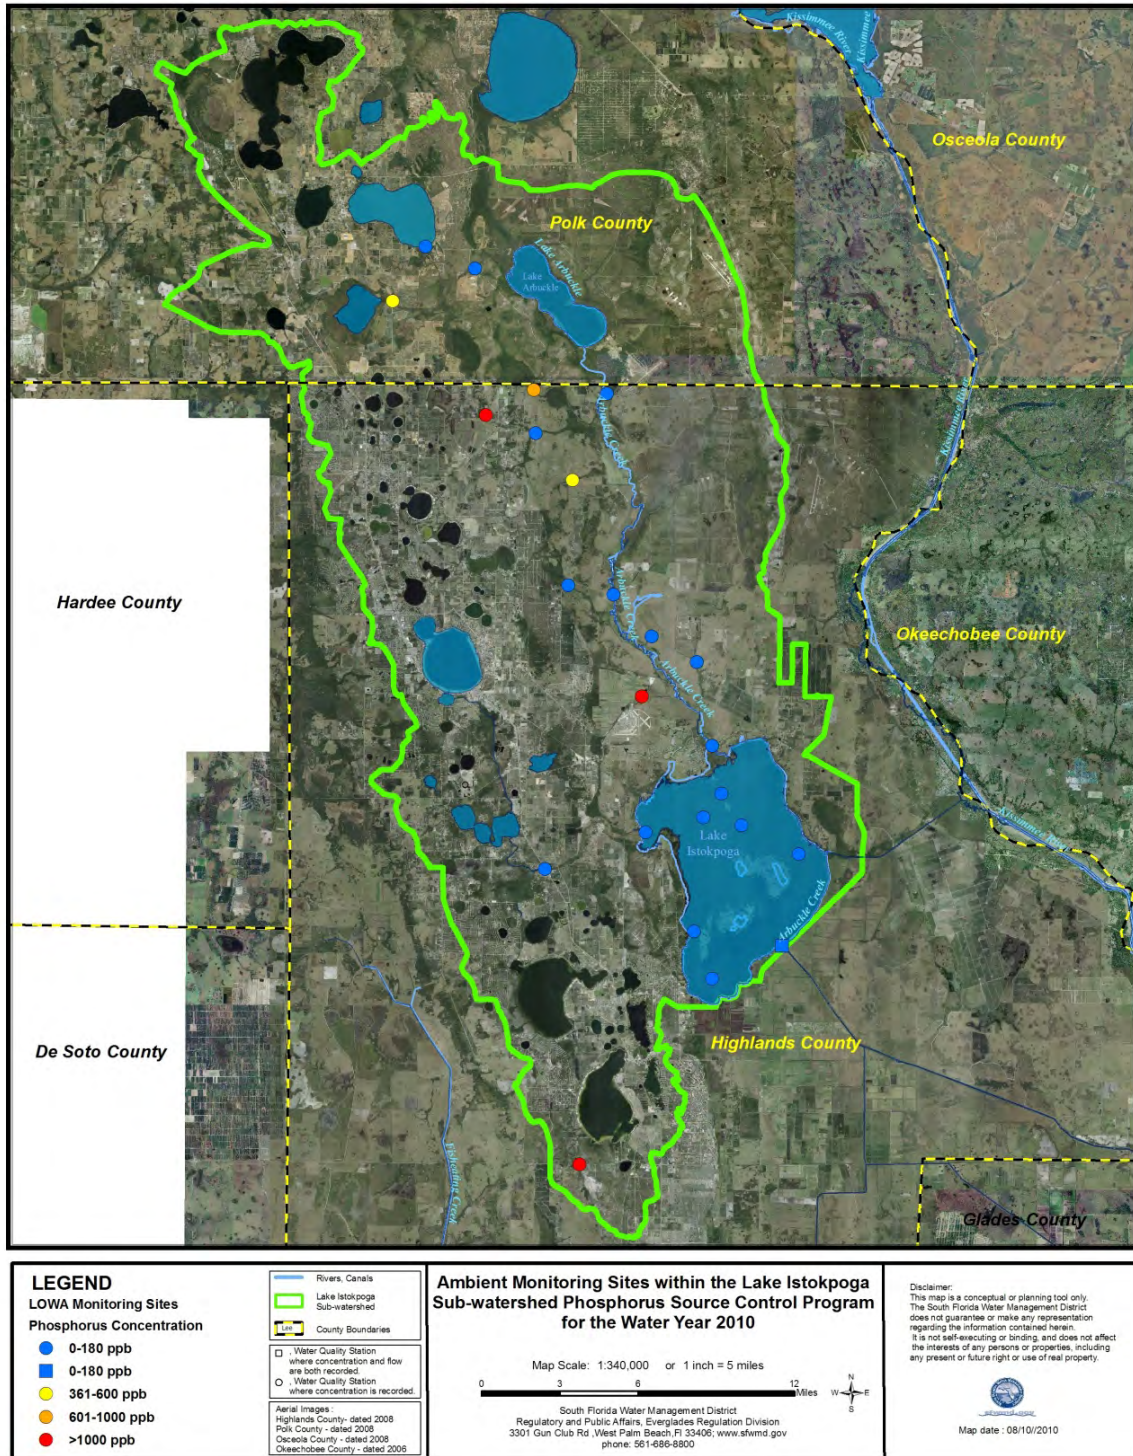 Kissimmee River
Kissimmee
Osceola County
Polk County
Lake Arbuckle
Lake
Arbuckle
Kissimmee River
Arbuckle Creek
Hardee County
Arbuckle Creek
Okeechobee County
Arbuckle Creek
Kissimmee River
Lake
Istokpoga
Arbuckle Creek
De Soto County
Highlands County
Fisheating Creek
Glades County
LEGEND
LOWA Monitoring Sites
Phosphorus Concentration
0-180 ppb
0-180 ppb
361-600 ppb
601-1000 ppb
>1000 ppb
Rivers, Canals
Lake Istokpoga
Sub-watershed
Lee
County Boundaries
, Water Quality Station
where concentration and flow
are both recorded.
, Water Quality Station
where concentration is recorded.
Aerial Images :
Highlands County- dated 2008
Polk County - dated 2008
Osceola County - dated 2008
Okeechobee County - dated 2006
Ambient Monitoring Sites within the Lake Istokpoga
Sub-watershed Phosphorus Source Control Program
for the Water Year 2010
Map Scale: 1:340,000 or 1 inch = 5 miles
0 3 6 12
Miles
N
W E
S
South Florida Water Management District
Regulatory and Public Affairs, Everglades Regulation Division
3301 Gun Club Rd ,West Palm Beach,Fl 33406; www.sfwmd.gov
phone: 561-686-8800
Disclaimer:
This map is a conceptual or planning tool only.
The South Florida Water Management District
does not guarantee or make any representation
regarding the information contained herein.
It is not self-executing or binding, and does not affect
the interests of any persons or properties, including
any present or future right or use of real property.
sfwmd.gov
Map date : 08/10//2010